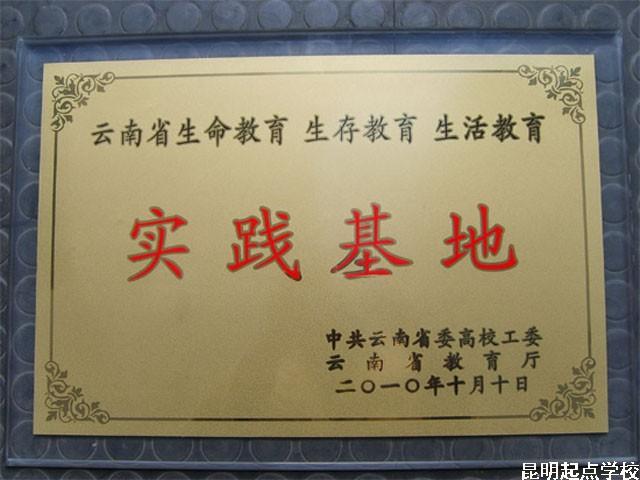 云南省生命教育 生存教育 生活教育
实践基地
中共云南省委高校工委
云南省教育厅
二〇一〇年十月十日
昆明起点学校